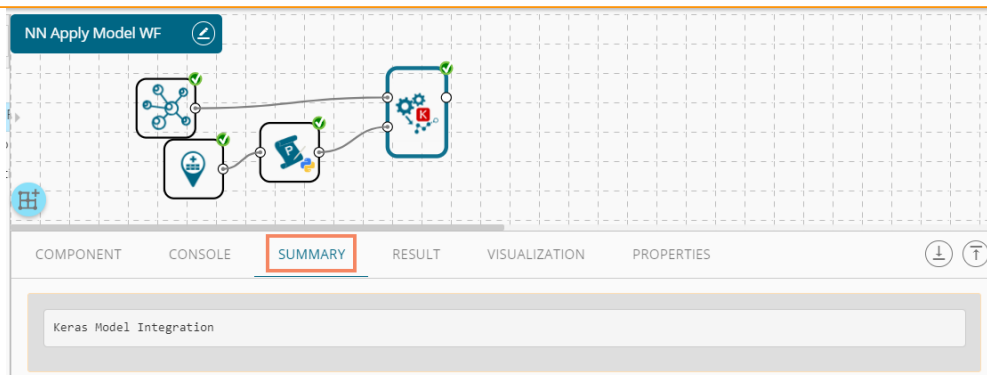 NN Apply Model WF
P
K
COMPONENT CONSOLE SUMMARY RESULT VISUALIZATION PROPERTIES
Keras Model Integration